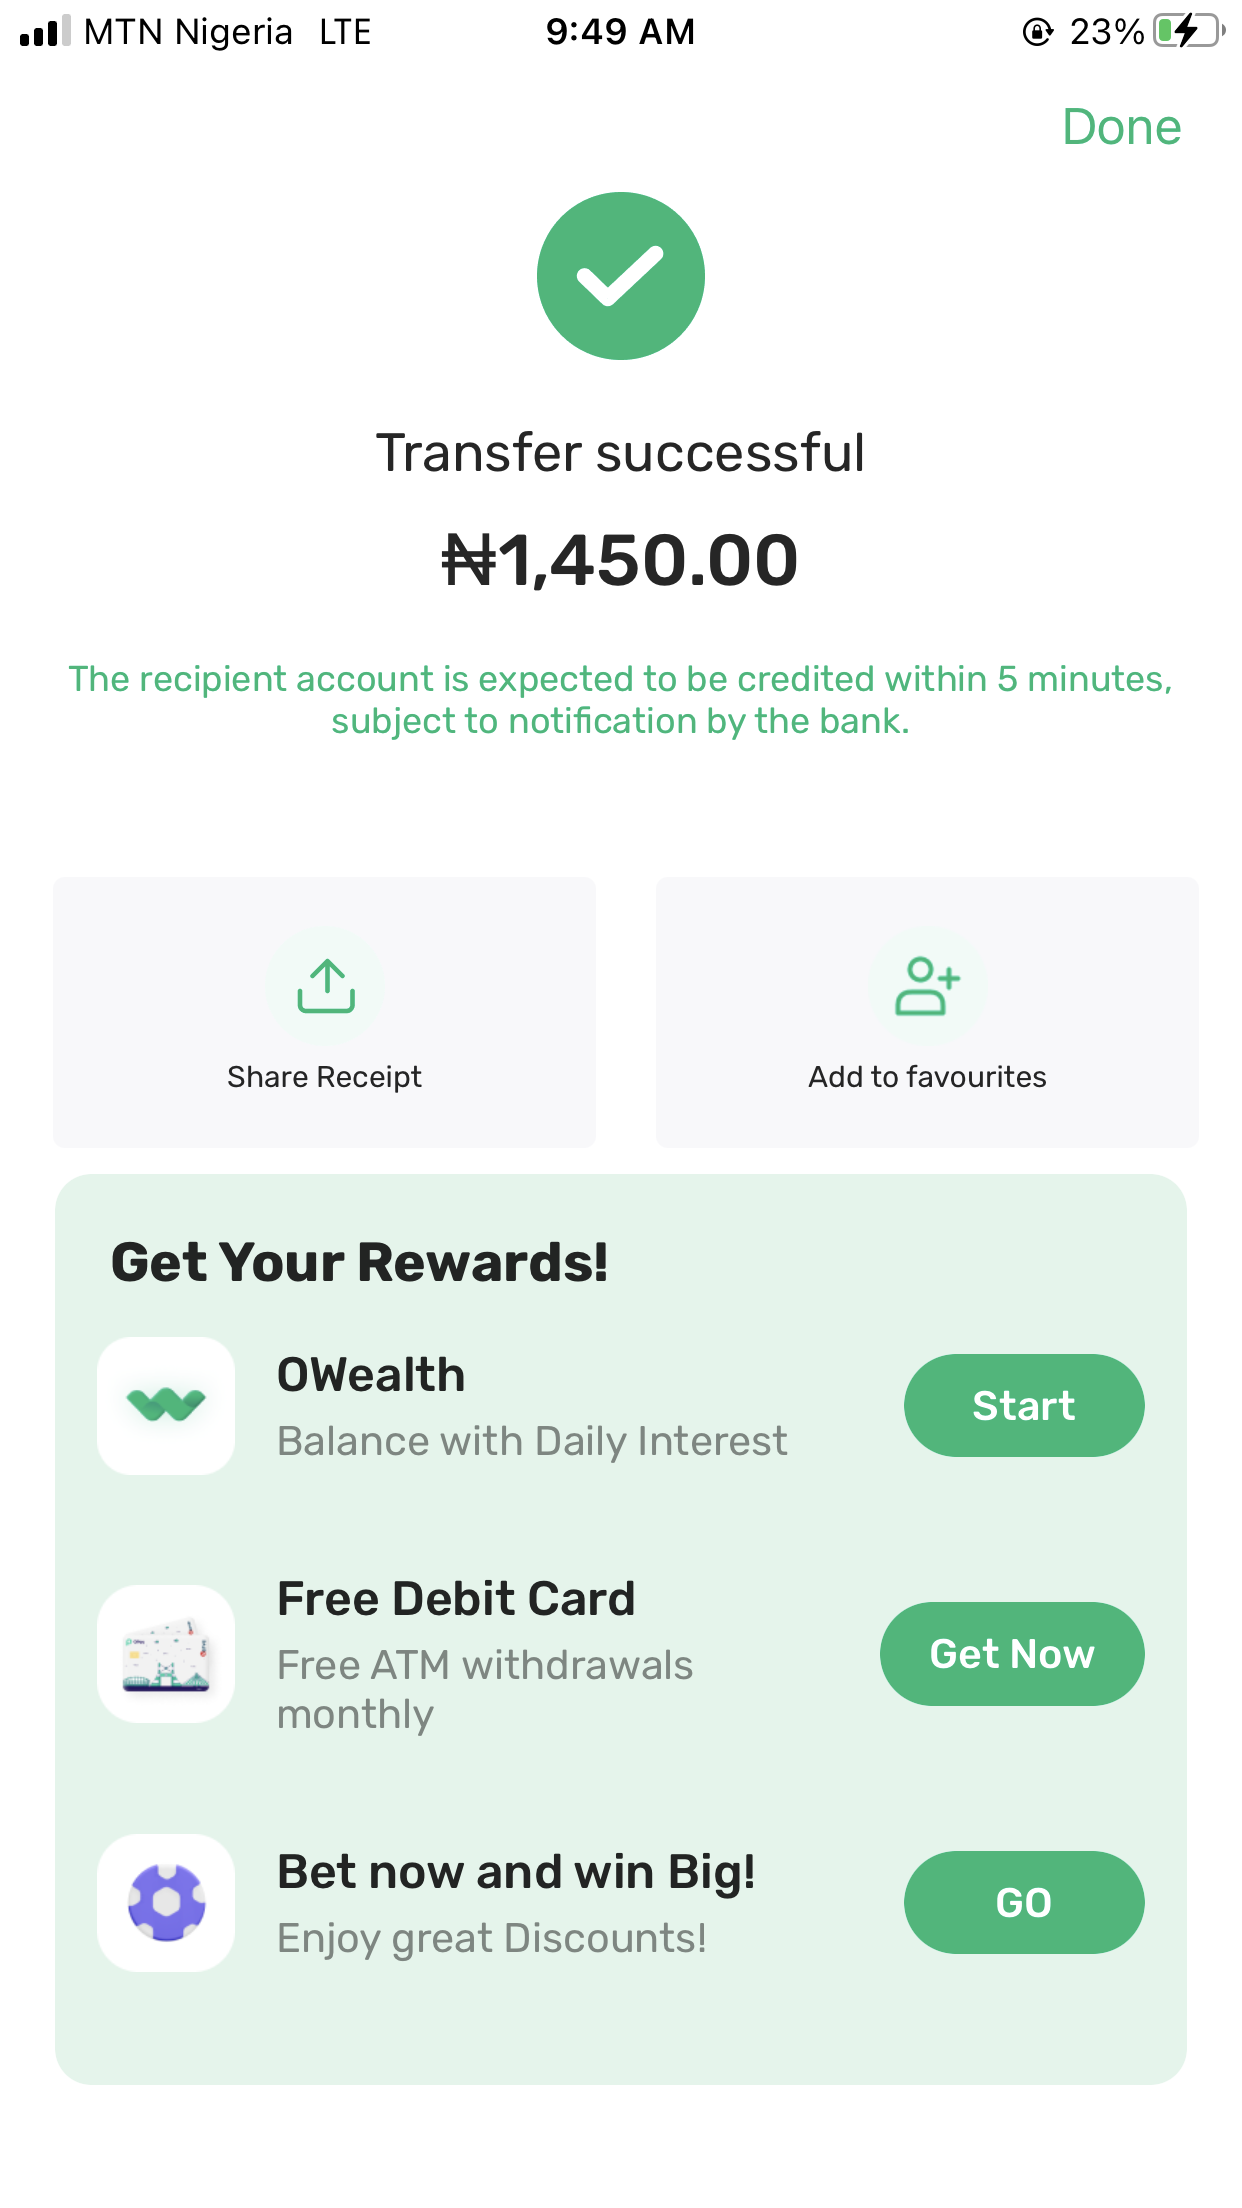 MTN Nigeria LTE 9:49 AM 23%
Done
Transfer successful
₦1,450.00
The recipient account is expected to be credited within 5 minutes,
subject to notification by the bank.
Share Receipt
Add to favourites
Get Your Rewards!
OWealth
Balance with Daily Interest
Start
Free Debit Card
Free ATM withdrawals
monthly
Get Now
Bet now and win Big!
Enjoy great Discounts!
GO